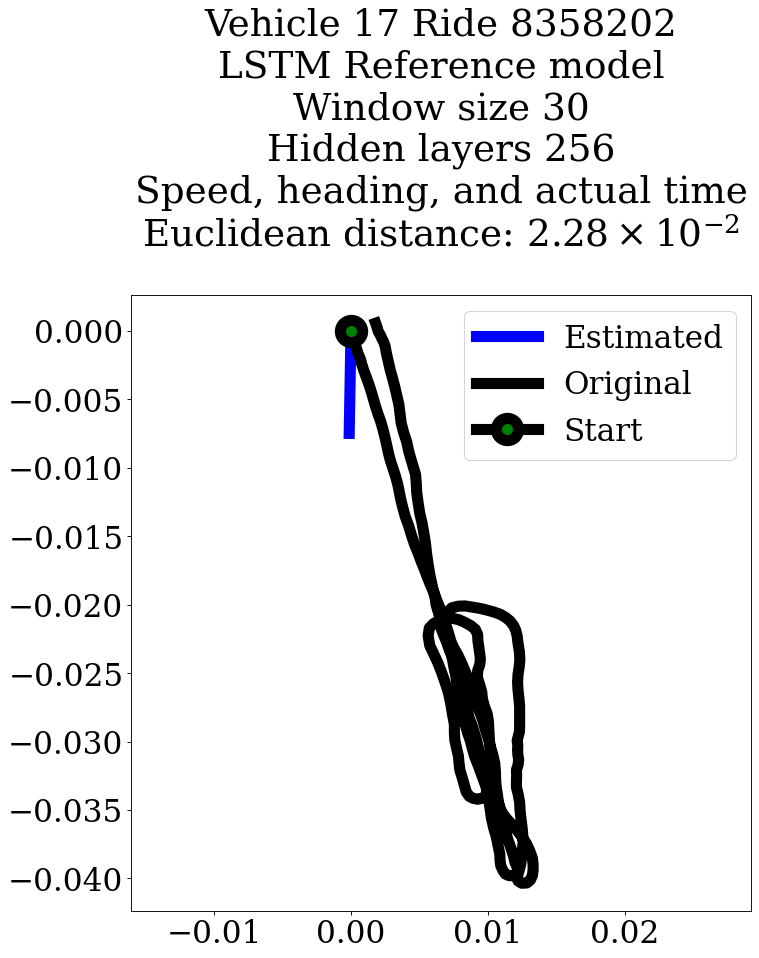 Vehicle 17 Ride 8358202
LSTM Reference model
Window size 30
Hidden layers 256
Speed, heading, and actual time
Euclidean distance: 2.28 × 10⁻²
Estimated
Original
Start
0.000
−0.005
−0.010
−0.015
−0.020
−0.025
−0.030
−0.035
−0.040
−0.01 0.00 0.01 0.02